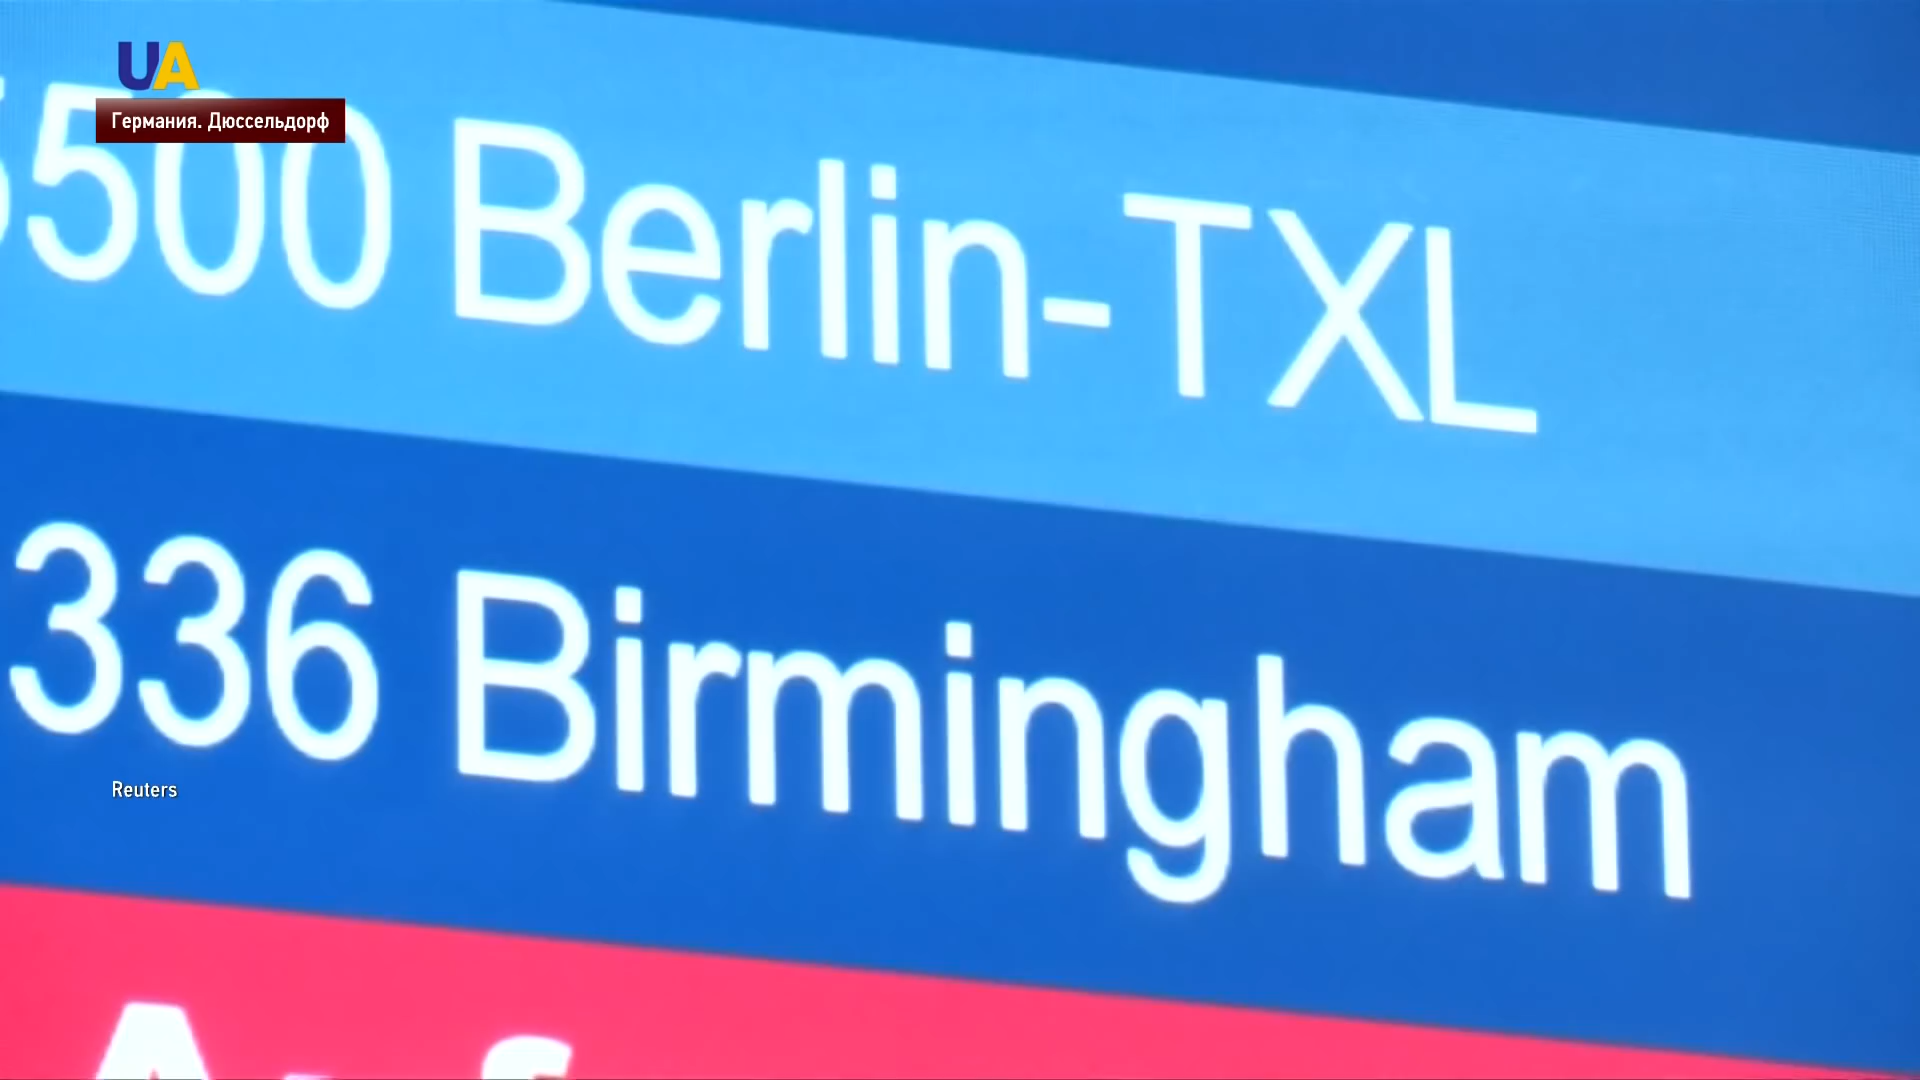 UA
Германия. Дюссельдорф
500 Berlin-TXL
336 Birmingham
Reuters